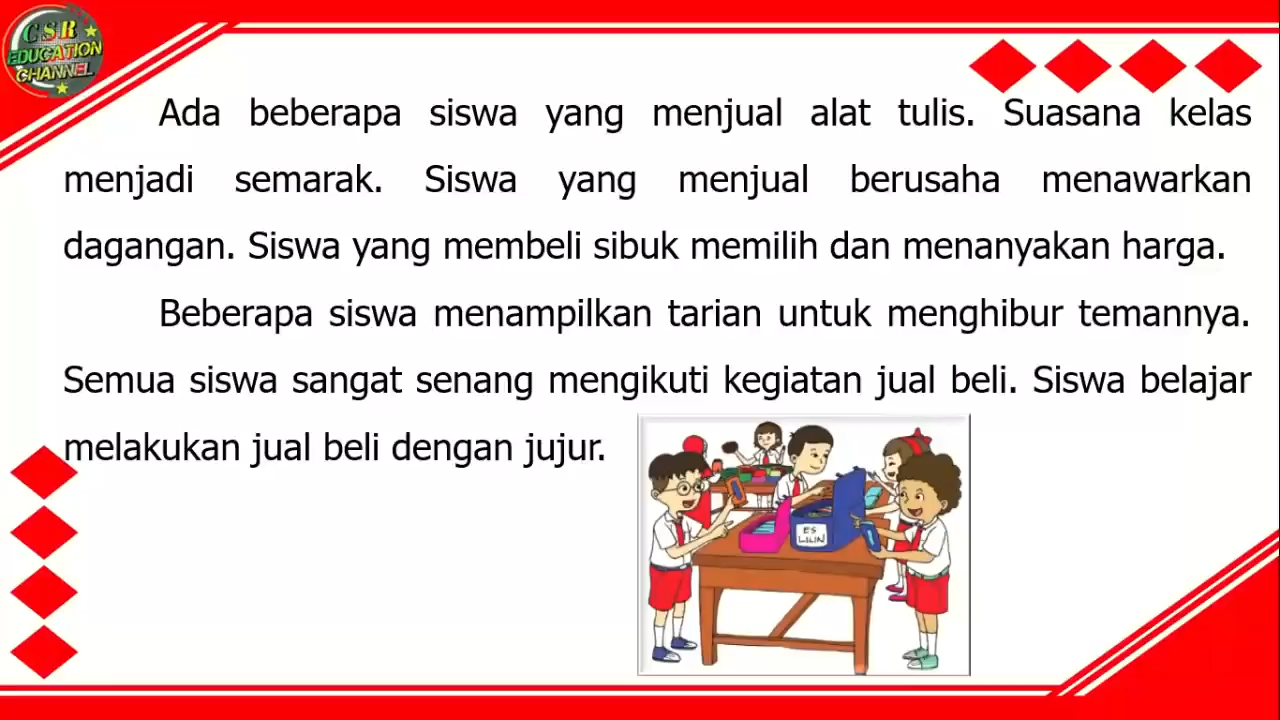 CSR
EDUCATION
CHANNEL
Ada beberapa siswa yang menjual alat tulis. Suasana kelas
menjadi semarak. Siswa yang menjual berusaha menawarkan
dagangan. Siswa yang membeli sibuk memilih dan menanyakan harga.
Beberapa siswa menampilkan tarian untuk menghibur temannya.
Semua siswa sangat senang mengikuti kegiatan jual beli. Siswa belajar
melakukan jual beli dengan jujur.
ES
LILIN